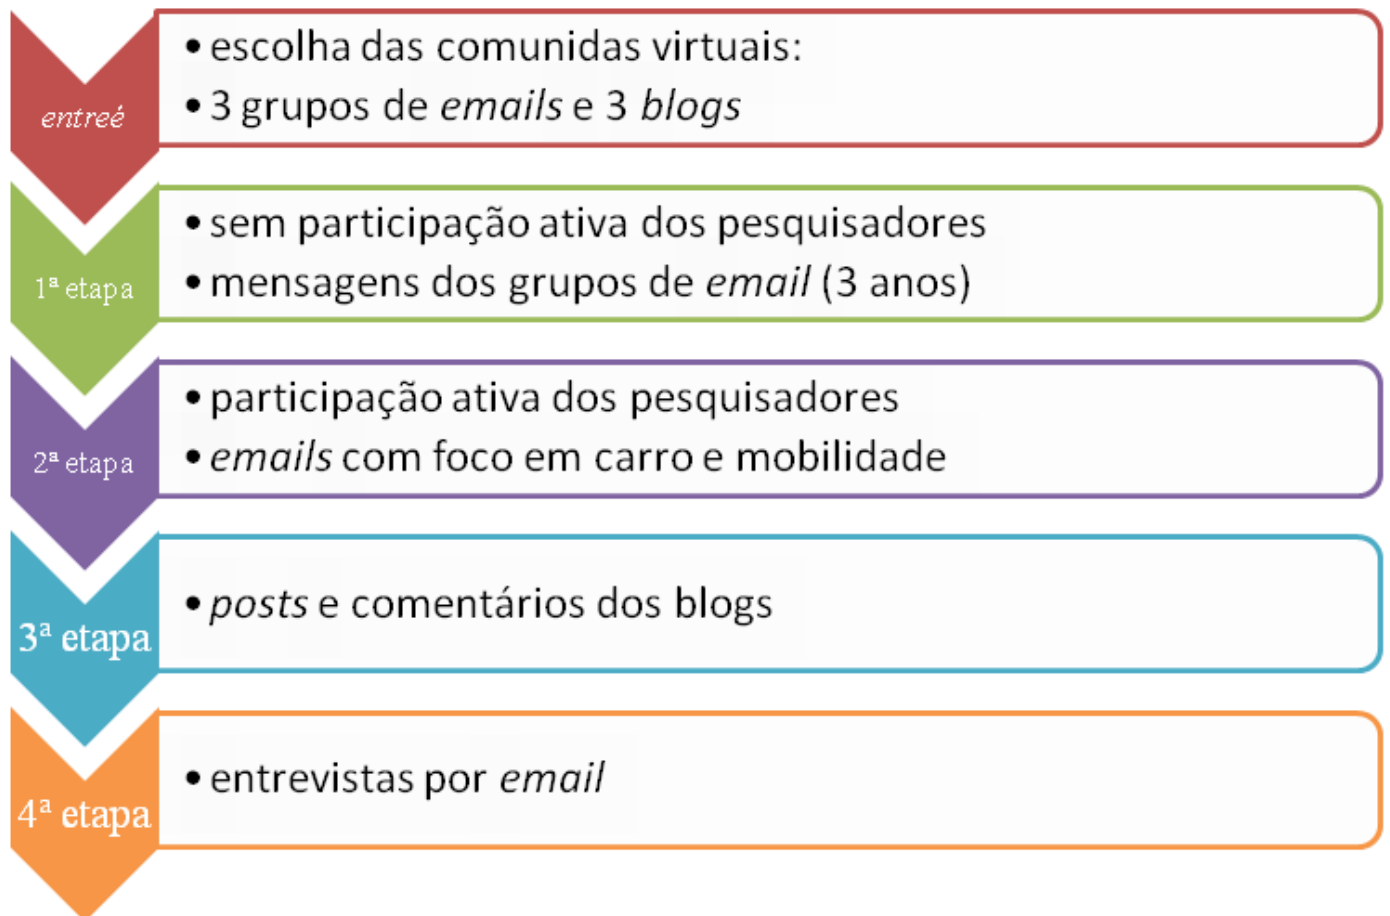 entreé
• escolha das comunidas virtuais:
• 3 grupos de emails e 3 blogs
1ª etapa
• sem participação ativa dos pesquisadores
• mensagens dos grupos de email (3 anos)
2ª etapa
• participação ativa dos pesquisadores
• emails com foco em carro e mobilidade
3ª etapa
• posts e comentários dos blogs
4ª etapa
• entrevistas por email